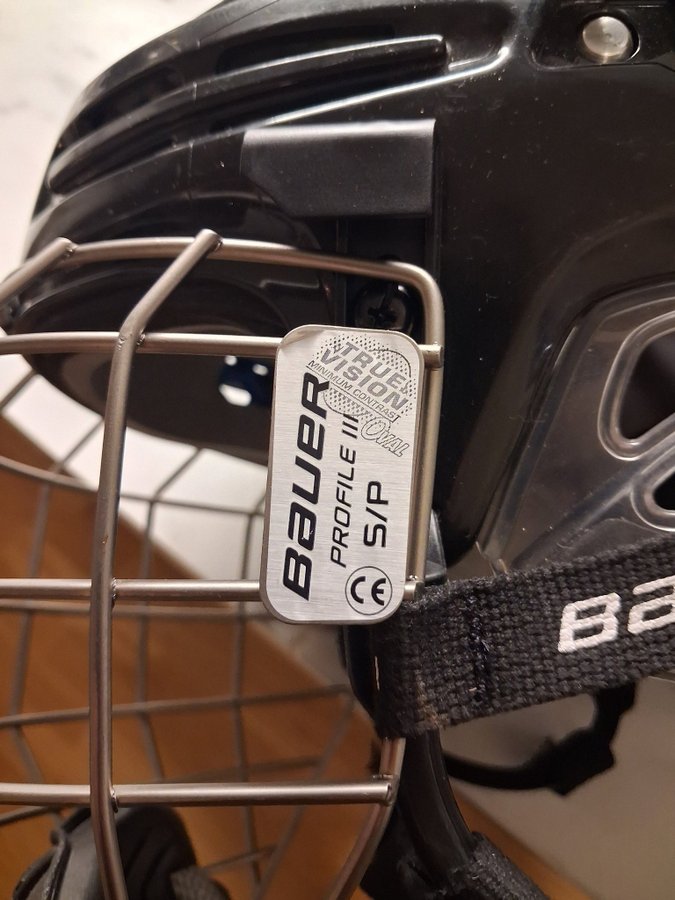 TRUE
VISION
MINIMUM CONTRAST
OVAL
BAUER
PROFILE III
S/P
CE
BA